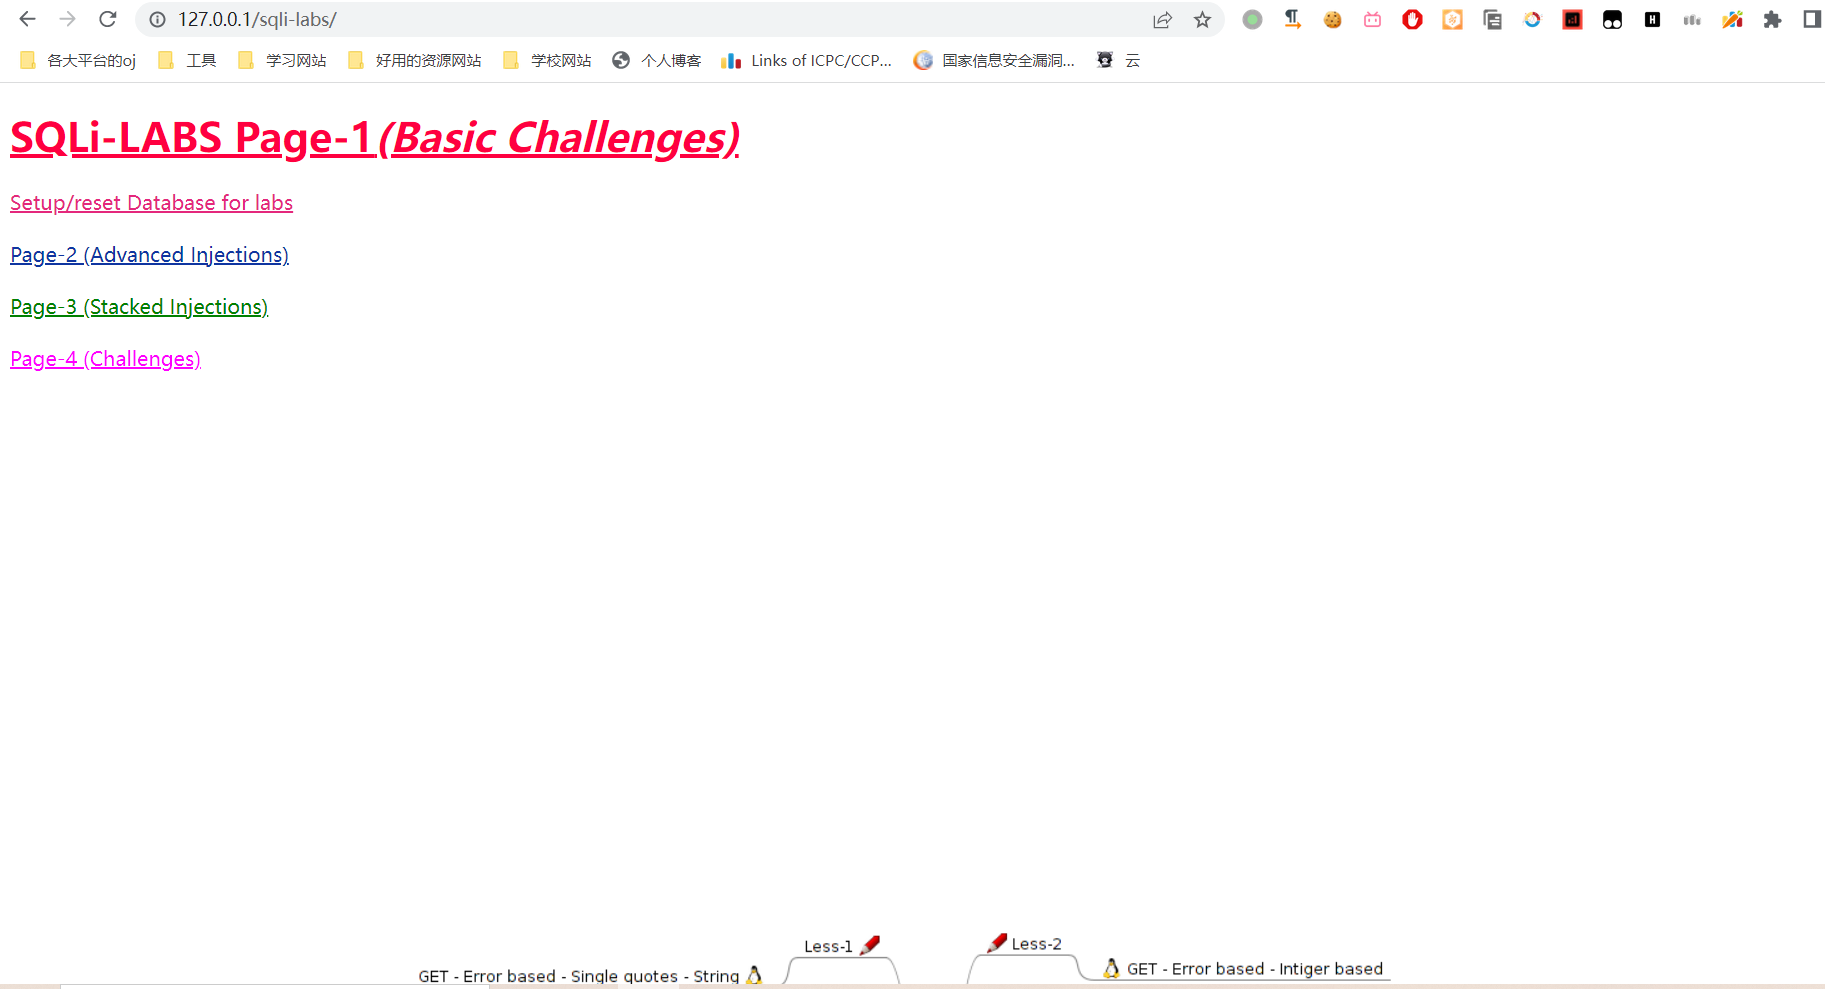 127.0.0.1/sqli-labs/
各大平台的oj 工具 学习网站 好用的资源网站 学校网站 个人博客 Links of ICPC/CCP... 国家信息安全漏洞... 云
SQLi-LABS Page-1(Basic Challenges)
Setup/reset Database for labs
Page-2 (Advanced Injections)
Page-3 (Stacked Injections)
Page-4 (Challenges)
Less-1 Less-2
GET - Error based - Single quotes - String GET - Error based - Intiger based